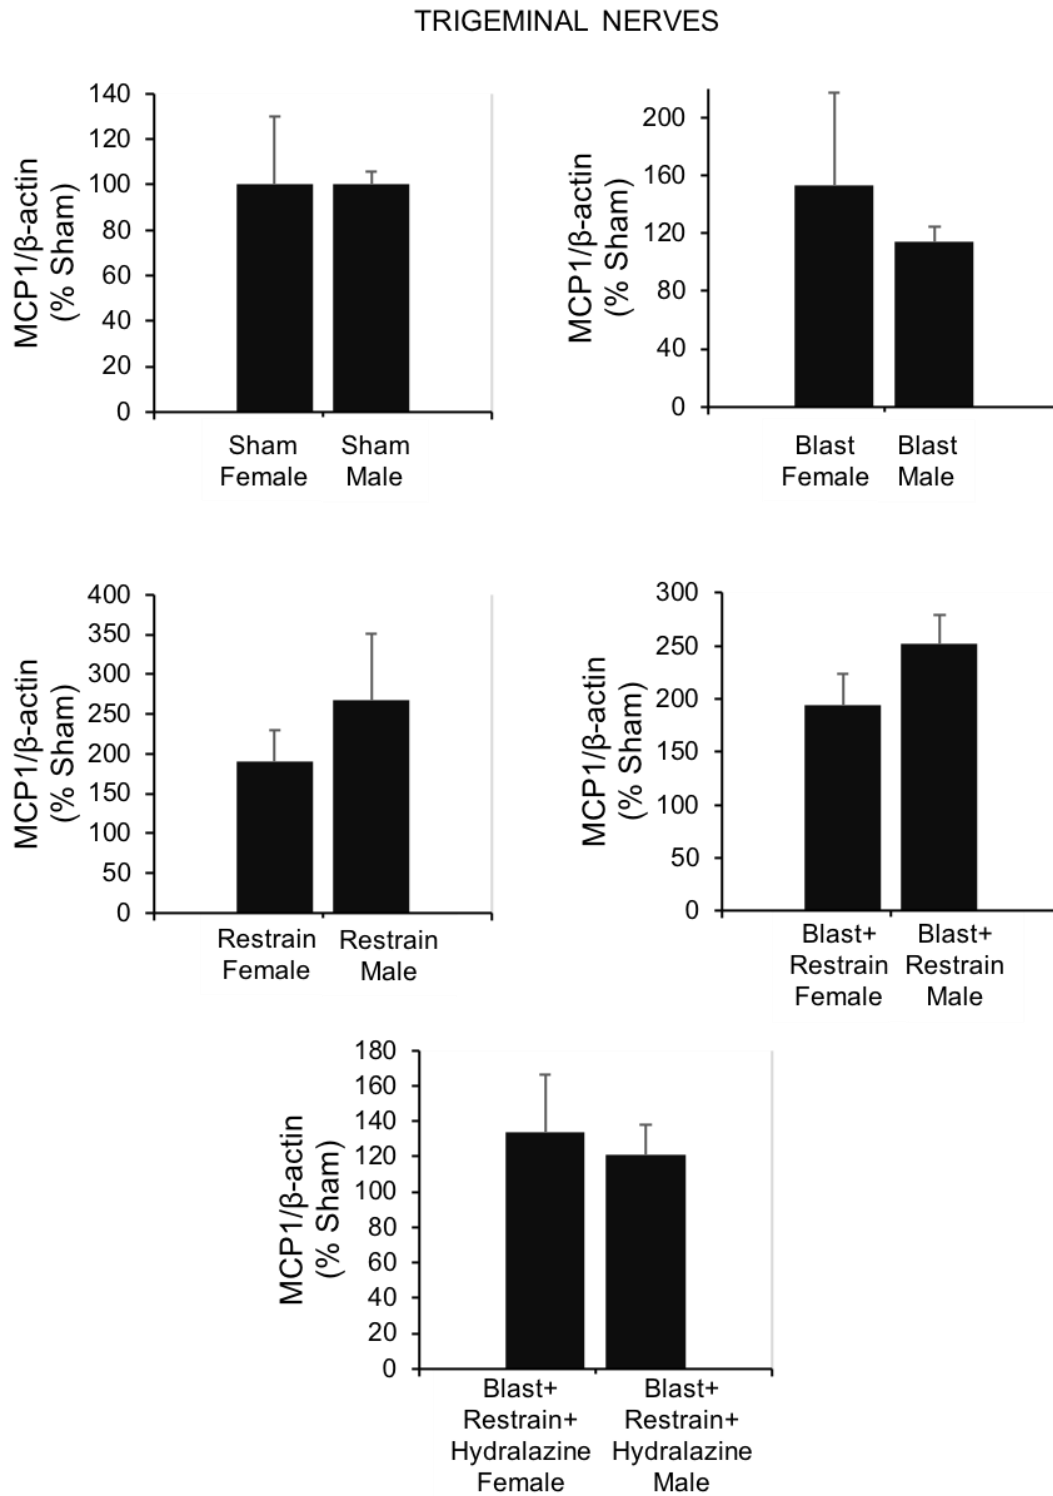 TRIGEMINAL NERVES
MCP1/β-actin
(% Sham)
140
120
100
80
60
40
20
0
Sham
Female
Sham
Male
MCP1/β-actin
(% Sham)
200
160
120
80
40
0
Blast
Female
Blast
Male
MCP1/β-actin
(% Sham)
400
350
300
250
200
150
100
50
0
Restrain
Female
Restrain
Male
MCP1/β-actin
(% Sham)
300
250
200
150
100
50
0
Blast+
Restrain
Female
Blast+
Restrain
Male
MCP1/β-actin
(% Sham)
180
160
140
120
100
80
60
40
20
0
Blast+
Restrain+
Hydralazine
Female
Blast+
Restrain+
Hydralazine
Male